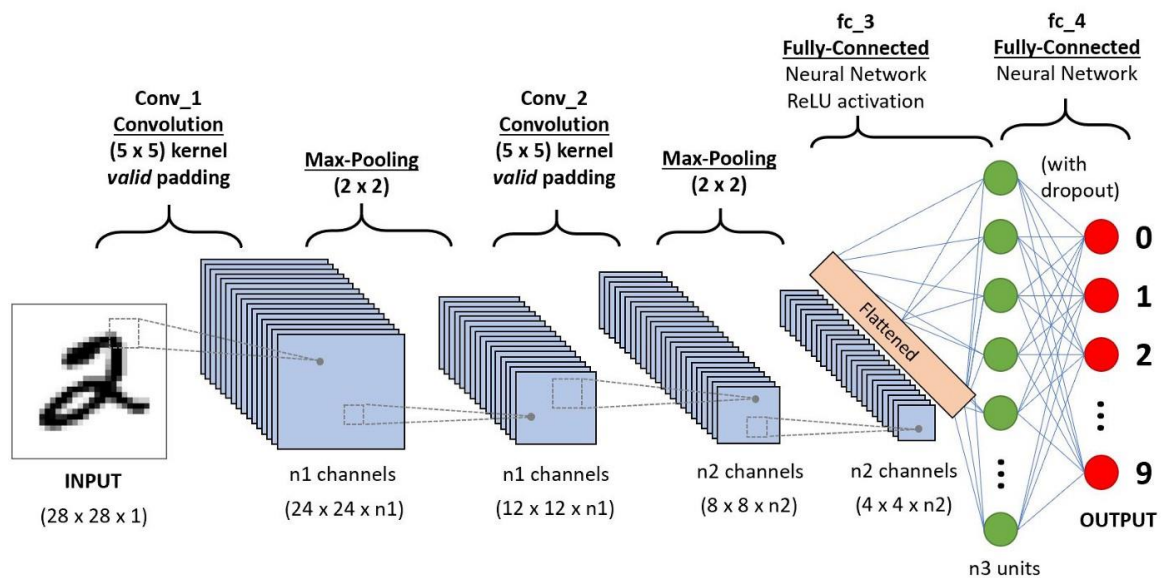 fc_3
Fully-Connected
Neural Network
ReLU activation
fc_4
Fully-Connected
Neural Network
Conv_1
Convolution
(5 x 5) kernel
valid padding
Max-Pooling
(2 x 2)
Conv_2
Convolution
(5 x 5) kernel
valid padding
Max-Pooling
(2 x 2)
(with
dropout)
0
1
2
9
Flattened
INPUT
(28 x 28 x 1)
n1 channels
(24 x 24 x n1)
n1 channels
(12 x 12 x n1)
n2 channels
(8 x 8 x n2)
n2 channels
(4 x 4 x n2)
OUTPUT
n3 units
2